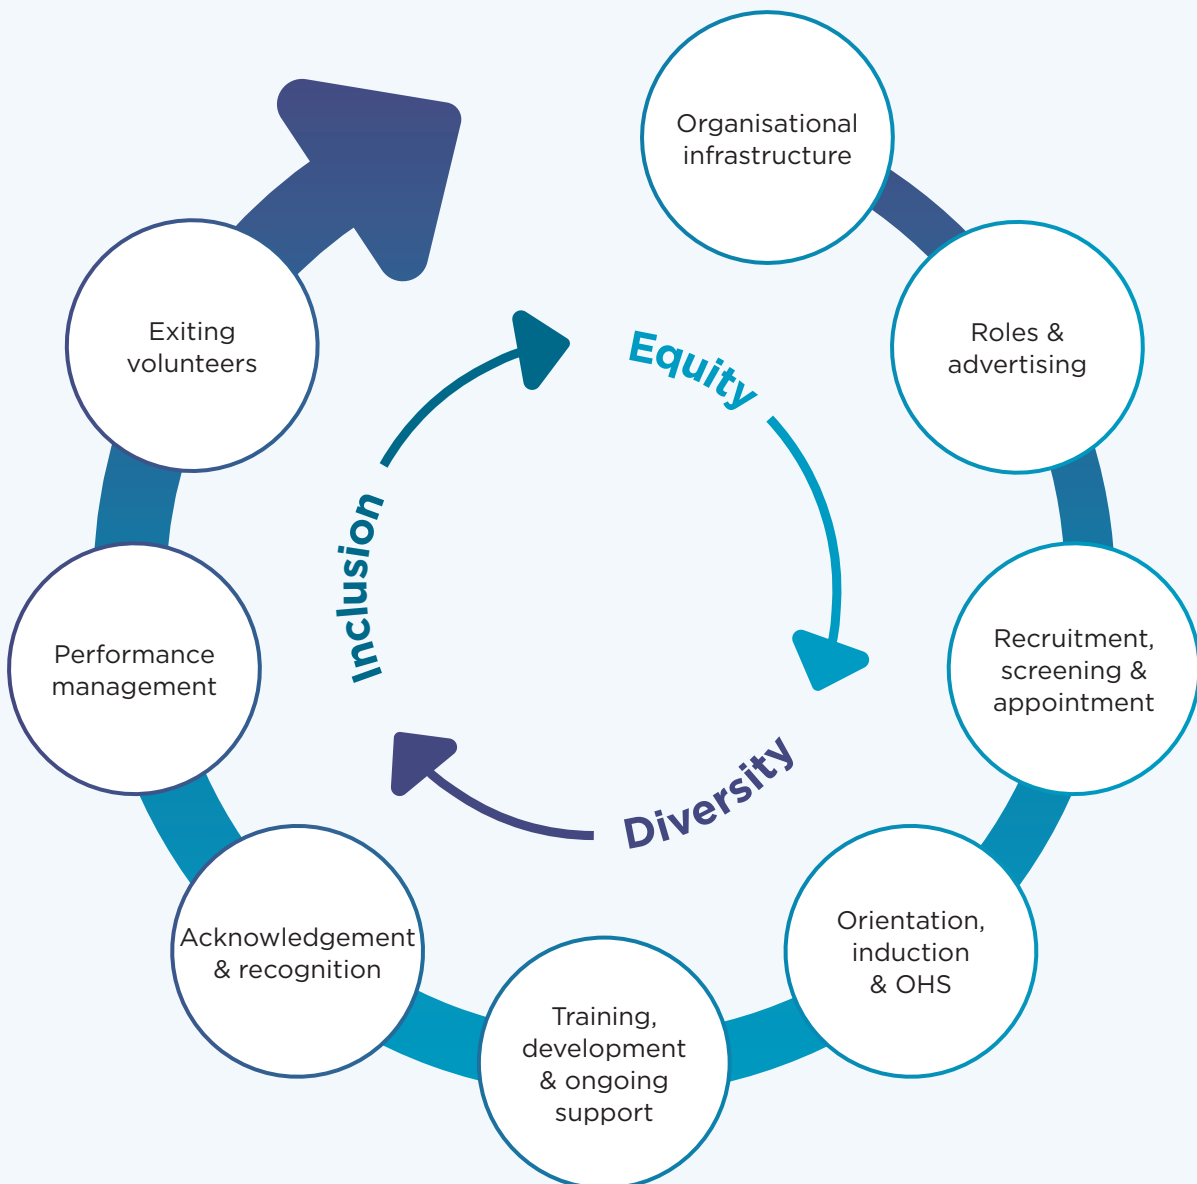 Organisational
infrastructure
Roles &
advertising
Recruitment,
screening &
appointment
Orientation,
induction
& OHS
Training,
development
& ongoing
support
Acknowledgement
& recognition
Performance
management
Exiting
volunteers
Equity
Diversity
Inclusion